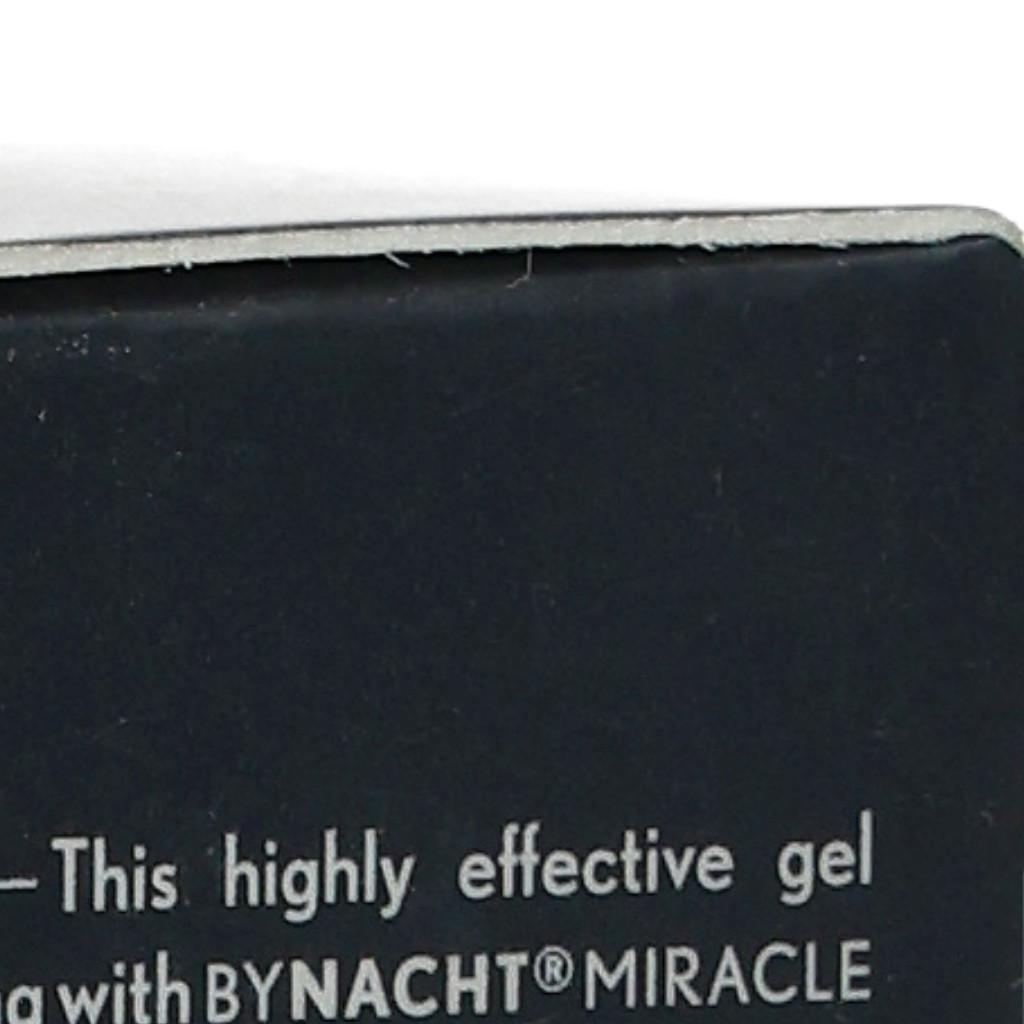 –This highly effective gel
with BYNACHT® MIRACLE